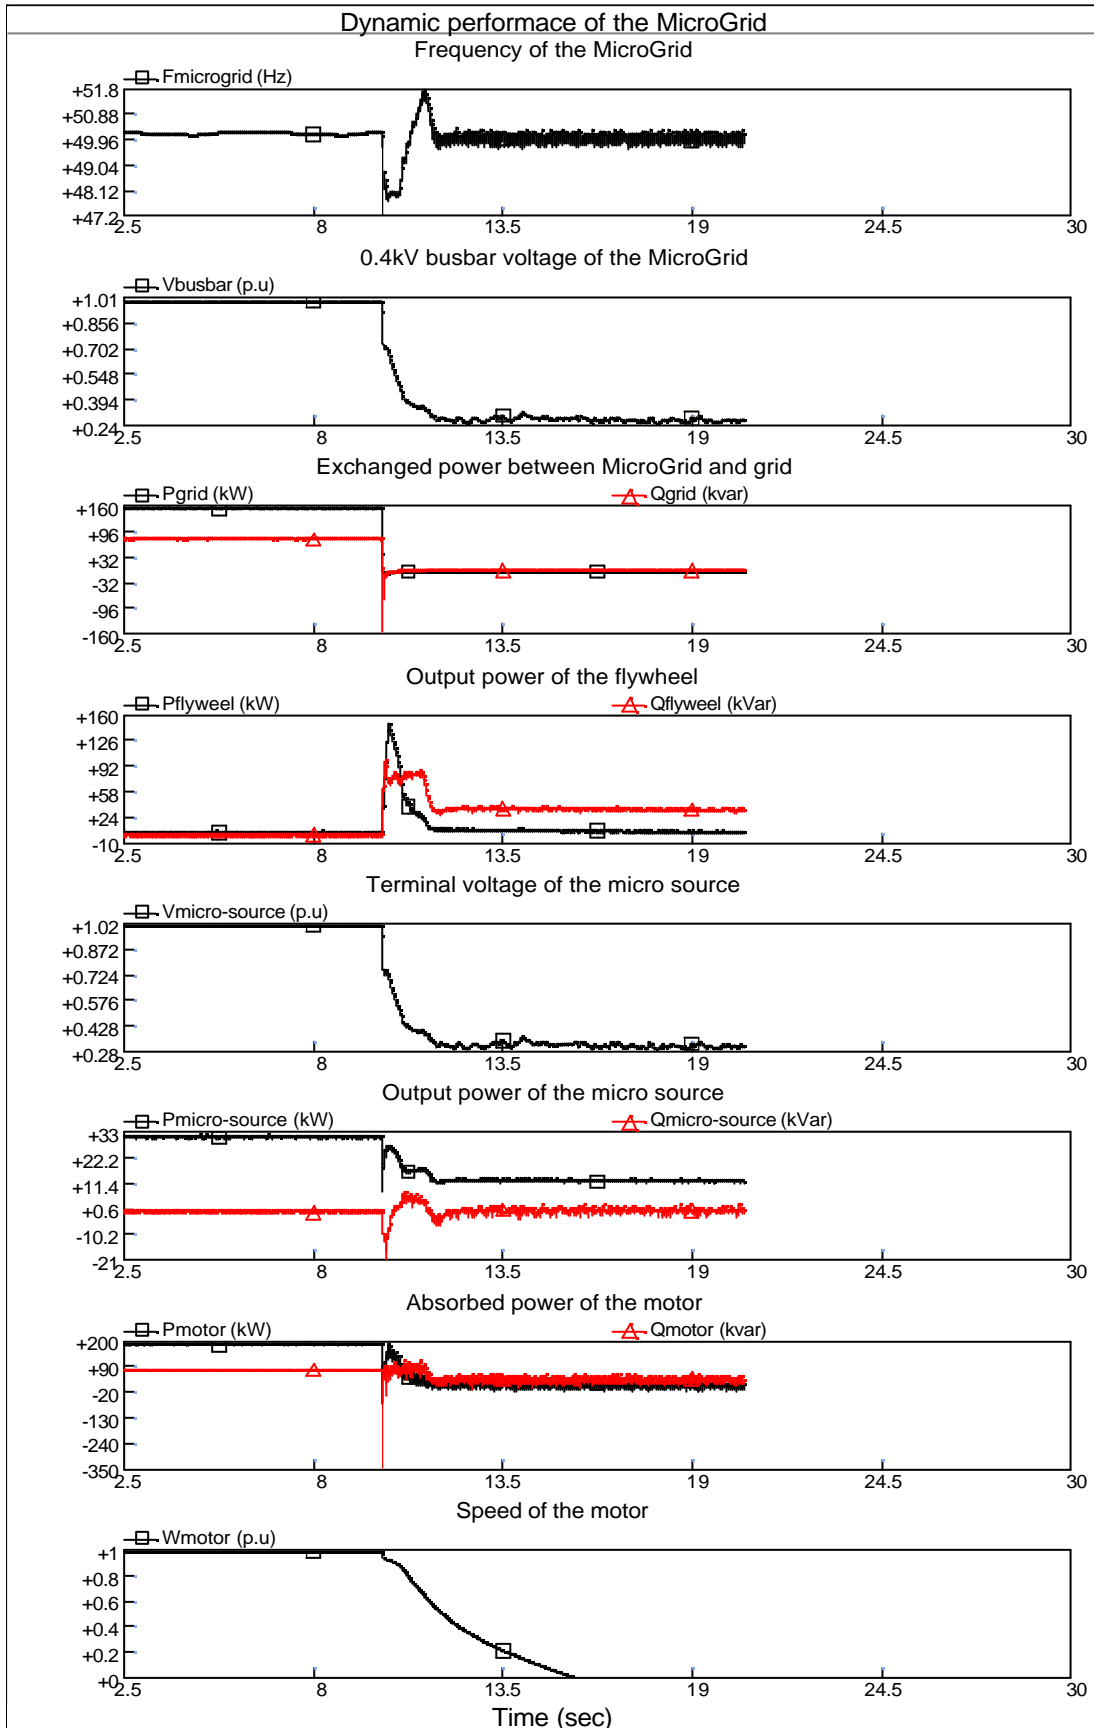 Dynamic performace of the MicroGrid
Frequency of the MicroGrid
Fmicrogrid (Hz)
+51.8
+50.88
+49.96
+49.04
+48.12
+47.2
2.5 8 13.5 19 24.5 30
0.4kV busbar voltage of the MicroGrid
Vbusbar (p.u)
+1.01
+0.856
+0.702
+0.548
+0.394
+0.24
2.5 8 13.5 19 24.5 30
Exchanged power between MicroGrid and grid
Pgrid (kW) Qgrid (kvar)
+160
+96
+32
-32
-96
-160
2.5 8 13.5 19 24.5 30
Output power of the flywheel
Pflyweel (kW) Qflyweel (kVar)
+160
+126
+92
+58
+24
-10
2.5 8 13.5 19 24.5 30
Terminal voltage of the micro source
Vmicro-source (p.u)
+1.02
+0.872
+0.724
+0.576
+0.428
+0.28
2.5 8 13.5 19 24.5 30
Output power of the micro source
Pmicro-source (kW) Qmicro-source (kVar)
+33
+22.2
+11.4
+0.6
-10.2
-21
2.5 8 13.5 19 24.5 30
Absorbed power of the motor
Pmotor (kW) Qmotor (kvar)
+200
+90
-20
-130
-240
-350
2.5 8 13.5 19 24.5 30
Speed of the motor
Wmotor (p.u)
+1
+0.8
+0.6
+0.4
+0.2
+0
2.5 8 13.5 19 24.5 30
Time (sec)